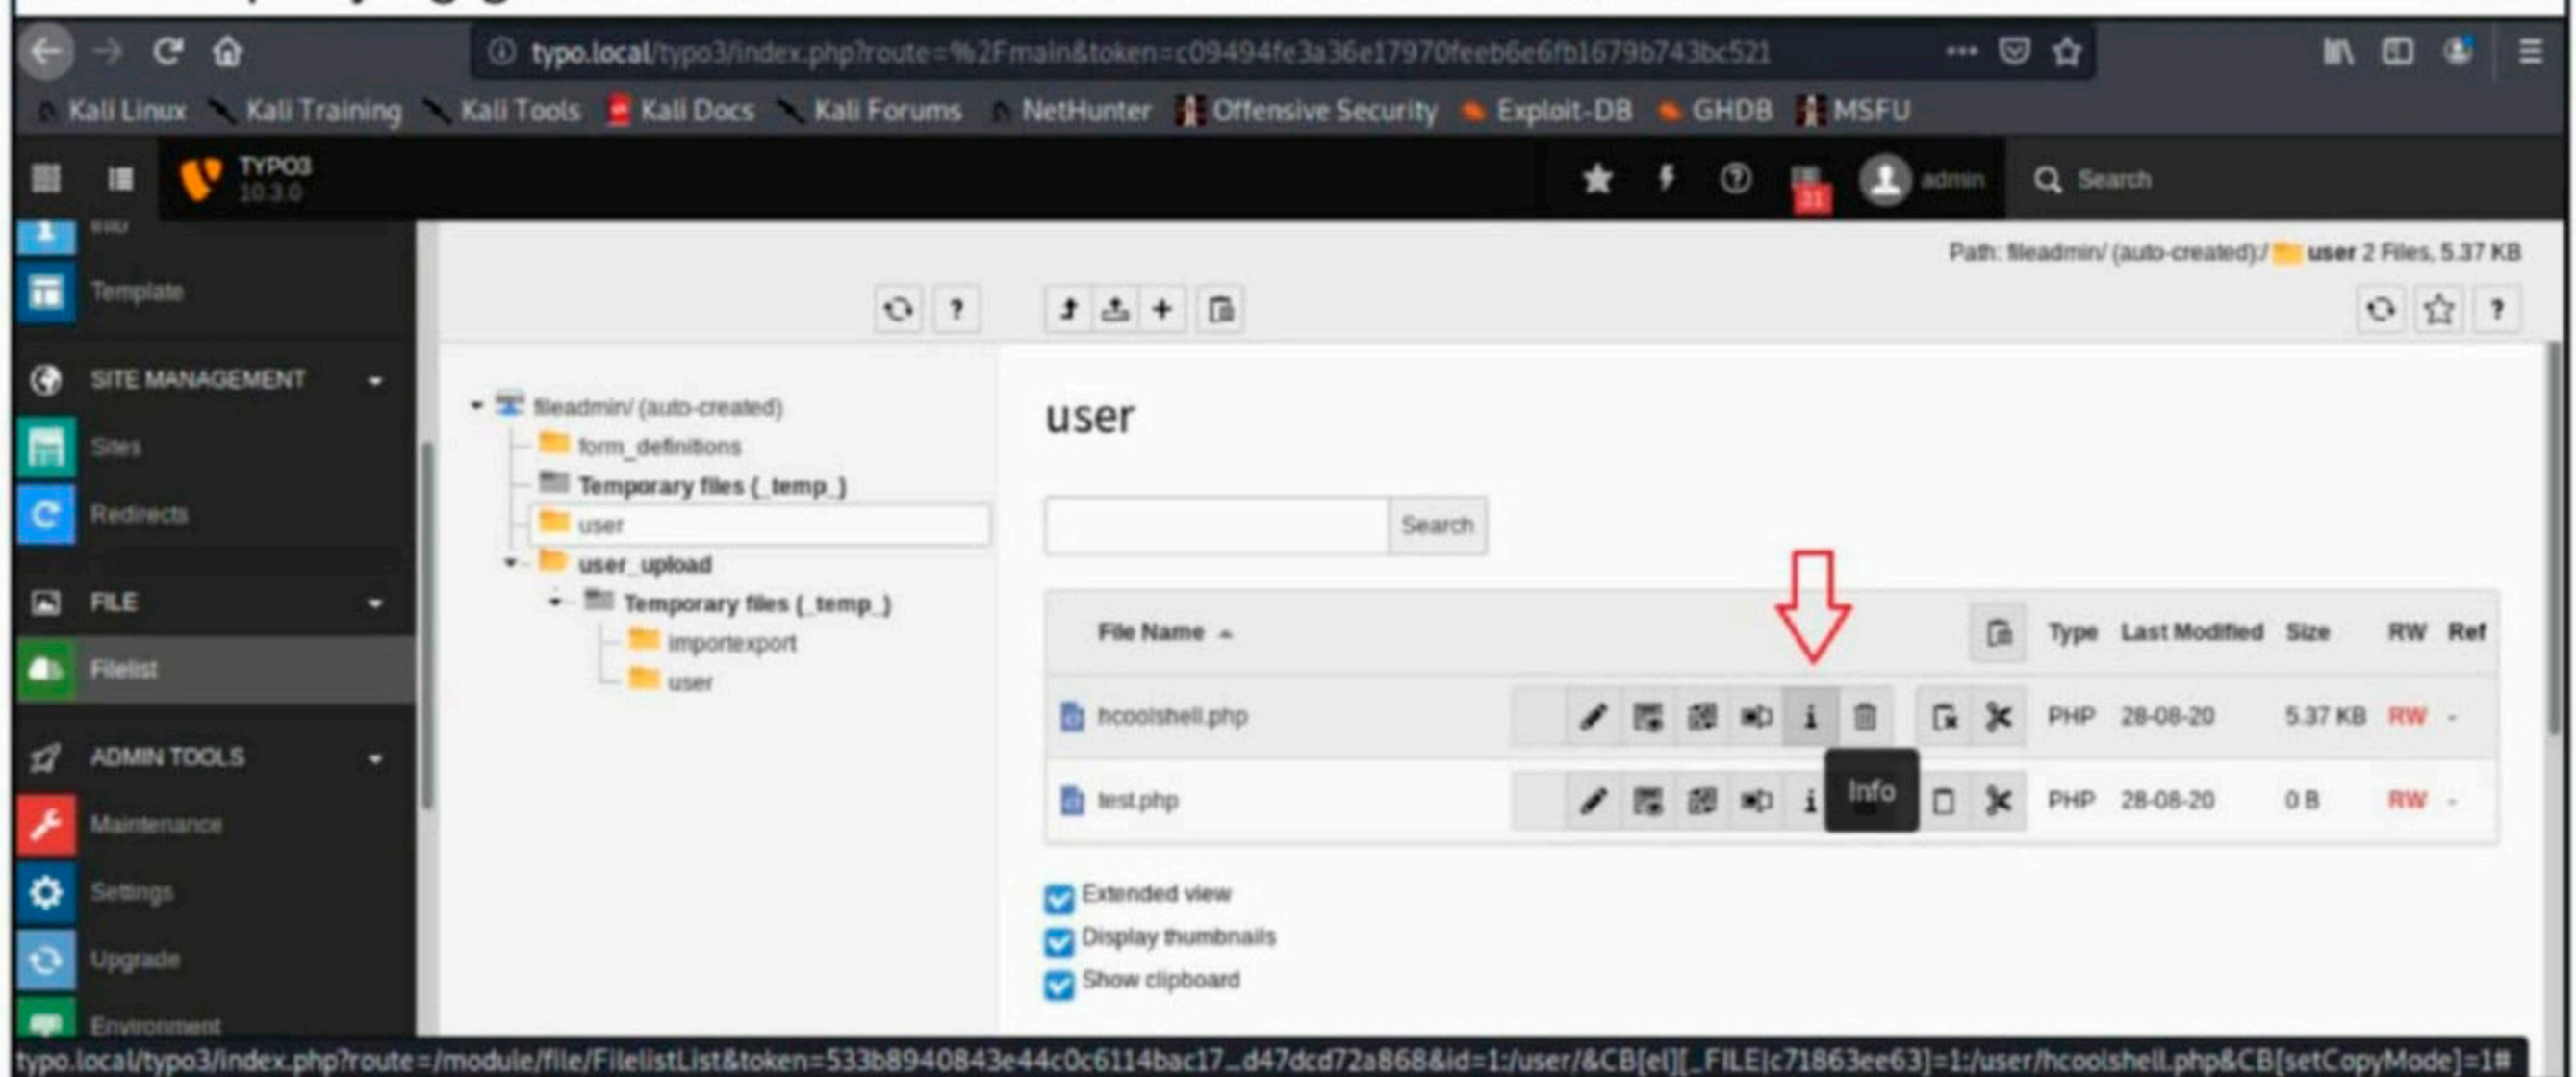 typo.local/typo3/index.php?route=%2Fmain&token=c09494fe3a36e17970feeb6e6fb1679b743bc521
Kali Linux Kali Training Kali Tools Kali Docs Kali Forums NetHunter Offensive Security Exploit-DB GHDB MSFU
TYPO3
10.3.0
31
admin
Search
Info
Template
SITE MANAGEMENT
Sites
Redirects
FILE
Filelist
ADMIN TOOLS
Maintenance
Settings
Upgrade
Environment
Path: fileadmin/ (auto-created):/ user 2 Files, 5.37 KB
fileadmin/ (auto-created)
form_definitions
Temporary files (_temp_)
user
user_upload
Temporary files (_temp_)
importexport
user
user
Search
File Name Type Last Modified Size RW Ref
hcoolshell.php PHP 28-08-20 5.37 KB RW -
test.php PHP 28-08-20 0 B RW -
Info
Extended view
Display thumbnails
Show clipboard
typo.local/typo3/index.php?route=/module/file/FilelistList&token=533b8940843e44c0c6114bac17…d47dcd72a868&id=1:/user/&CB[el][_FILE|c71863ee63]=1:/user/hcoolshell.php&CB[setCopyMode]=1#